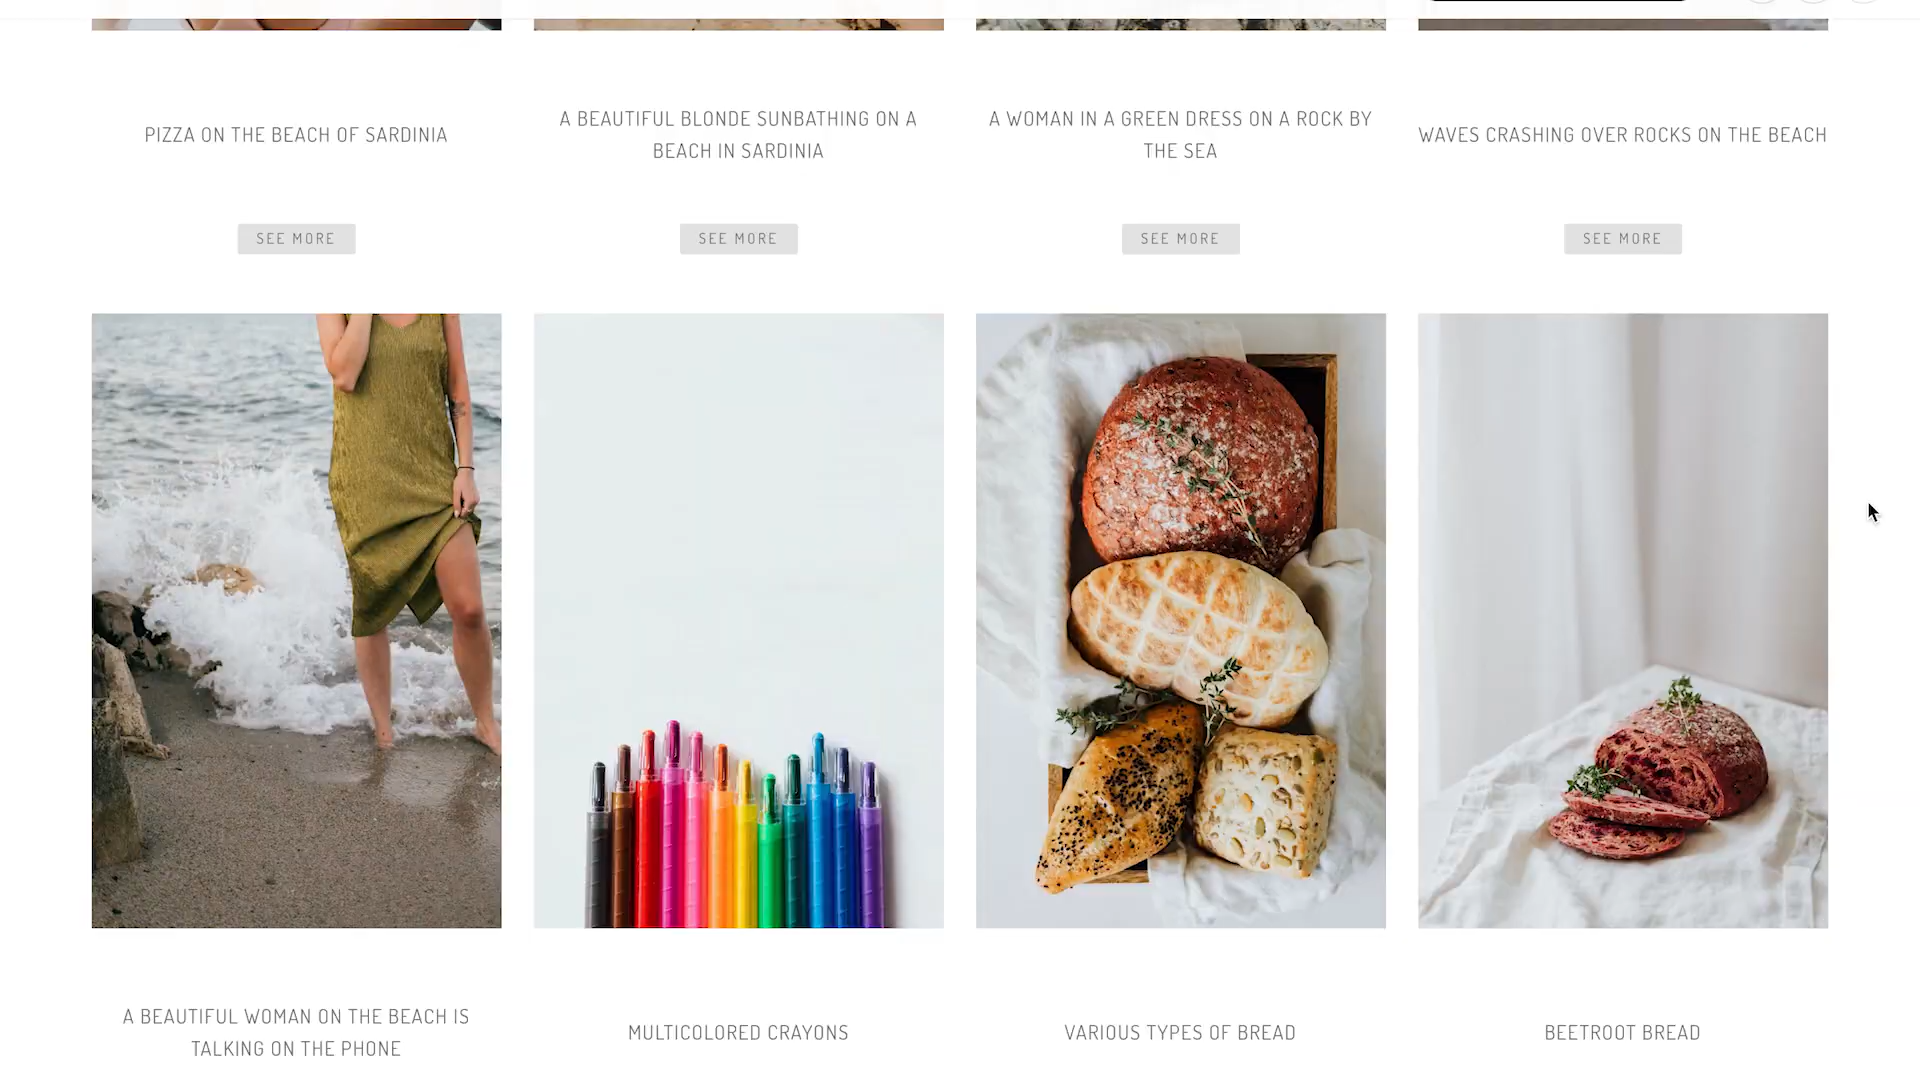 PIZZA ON THE BEACH OF SARDINIA
A BEAUTIFUL BLONDE SUNBATHING ON A
BEACH IN SARDINIA
A WOMAN IN A GREEN DRESS ON A ROCK BY
THE SEA
WAVES CRASHING OVER ROCKS ON THE BEACH
SEE MORE
SEE MORE
SEE MORE
SEE MORE
A BEAUTIFUL WOMAN ON THE BEACH IS
TALKING ON THE PHONE
MULTICOLORED CRAYONS
VARIOUS TYPES OF BREAD
BEETROOT BREAD